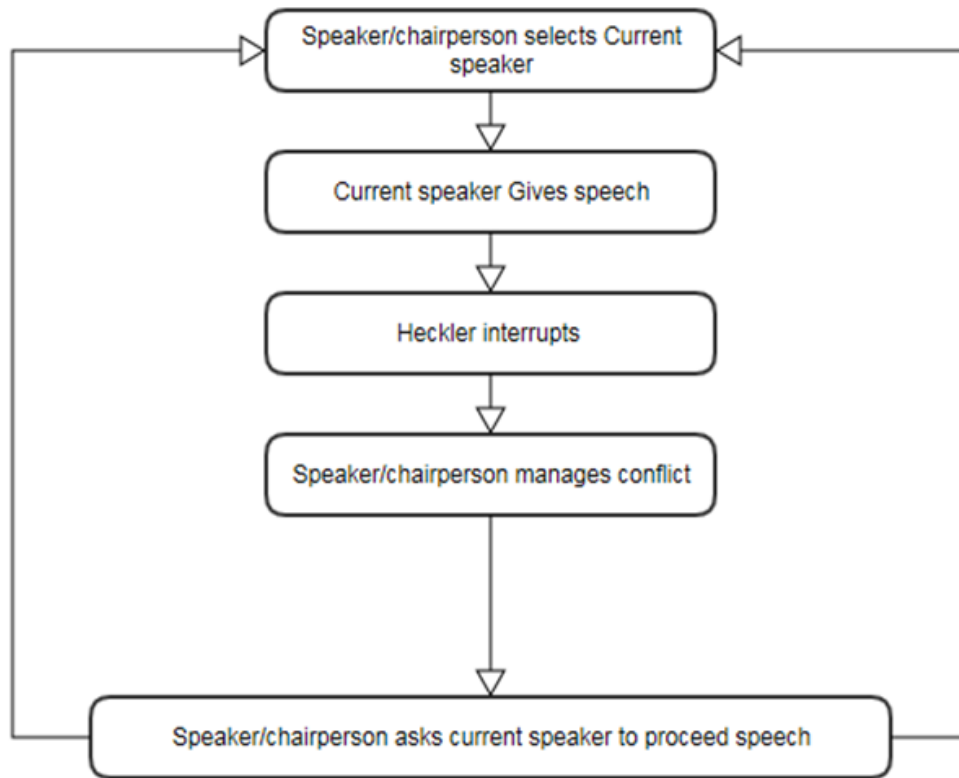 Speaker/chairperson selects Current
speaker
Current speaker Gives speech
Heckler interrupts
Speaker/chairperson manages conflict
Speaker/chairperson asks current speaker to proceed speech